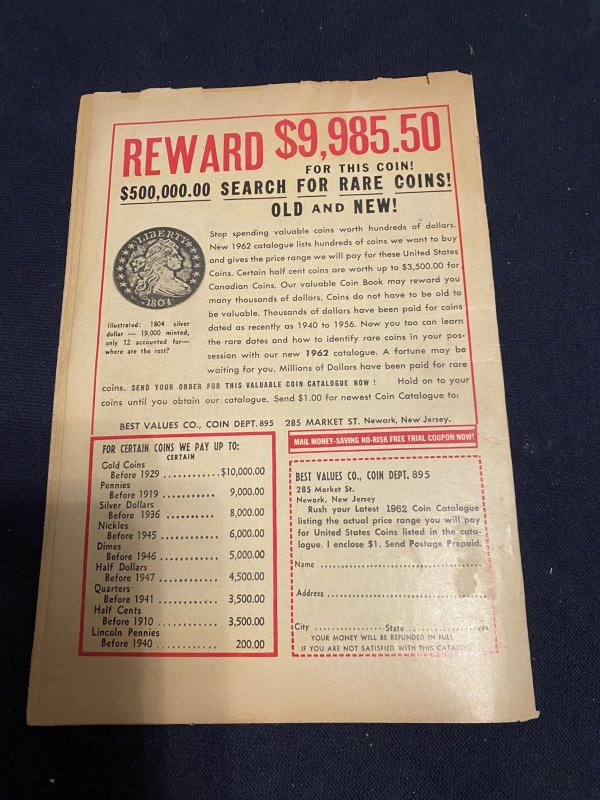 REWARD $9,985.50
FOR THIS COIN!
$500,000.00 SEARCH FOR RARE COINS!
OLD AND NEW!
LIBERTY
1804
Illustrated: 1804 silver
dollar — 19,000 minted,
only 12 accounted for—
where are the rest?
Stop spending valuable coins worth hundreds of dollars.
New 1962 catalogue lists hundreds of coins we want to buy
and gives the price range we will pay for these United States
Coins. Certain half cent coins are worth up to $3,500.00 for
Canadian Coins. Our valuable Coin Book may reward you
many thousands of dollars. Coins do not have to be old to
be valuable. Thousands of dollars have been paid for coins
dated as recently as 1940 to 1956. Now you too can learn
the rare dates and how to identify rare coins in your pos-
session with our new 1962 catalogue. A fortune may be
waiting for you. Millions of Dollars have been paid for rare
coins. SEND YOUR ORDER FOR THIS VALUABLE COIN CATALOGUE NOW ! Hold on to your
coins until you obtain our catalogue. Send $1.00 for newest Coin Catalogue to:
BEST VALUES CO., COIN DEPT. 895 285 MARKET ST. Newark, New Jersey.
FOR CERTAIN COINS WE PAY UP TO:
CERTAIN
Gold Coins
Before 1929 ............$10,000.00
Pennies
Before 1919 ........... 9,000.00
Silver Dollars
Before 1936 ........... 8,000.00
Nickles
Before 1945 ............ 6,000.00
Dimes
Before 1946 ............ 5,000.00
Half Dollars
Before 1947 ............ 4,500.00
Quarters
Before 1941 ............ 3,500.00
Half Cents
Before 1910 ............ 3,500.00
Lincoln Pennies
Before 1940 ............ 200.00
MAIL MONEY-SAVING NO-RISK FREE TRIAL COUPON NOW!
BEST VALUES CO., COIN DEPT. 895
285 Market St.
Newark, New Jersey
Rush your Latest 1962 Coin Catalogue
listing the actual price range you will pay
for United States Coins listed in the cata-
logue. I enclose $1. Send Postage Prepaid.
Name
Address
City State
YOUR MONEY WILL BE REFUNDED IN FULL
IF YOU ARE NOT SATISFIED WITH THIS CATALOG